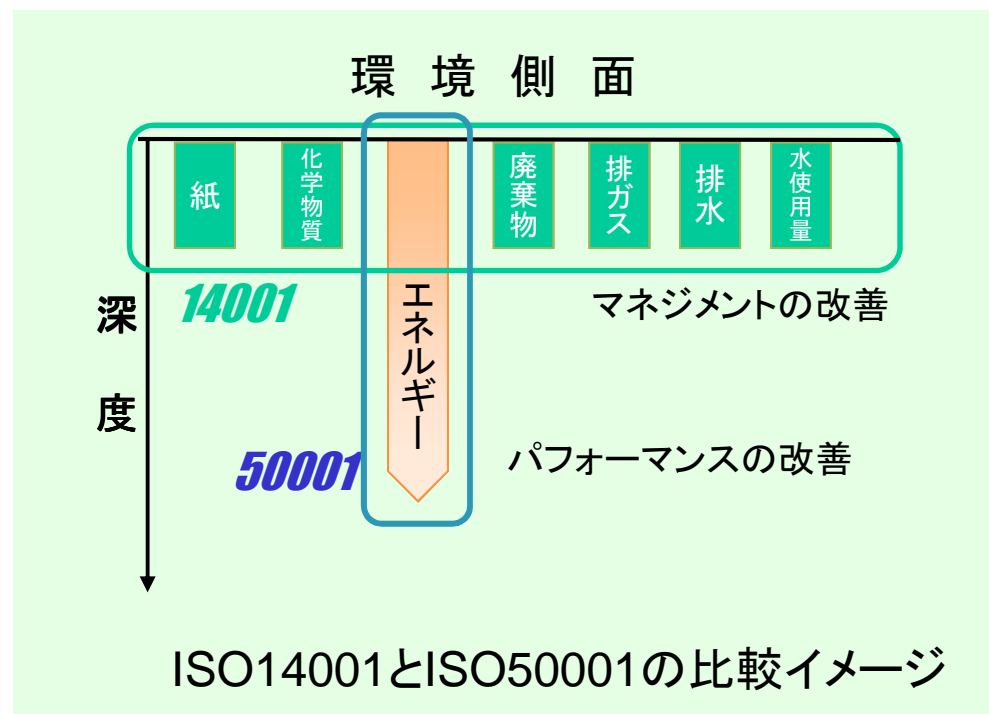 環 境 側 面
紙
化学物質
廃棄物
排ガス
排水
水使用量
エネルギー
深度
14001
マネジメントの改善
50001
パフォーマンスの改善
ISO14001とISO50001の比較イメージ